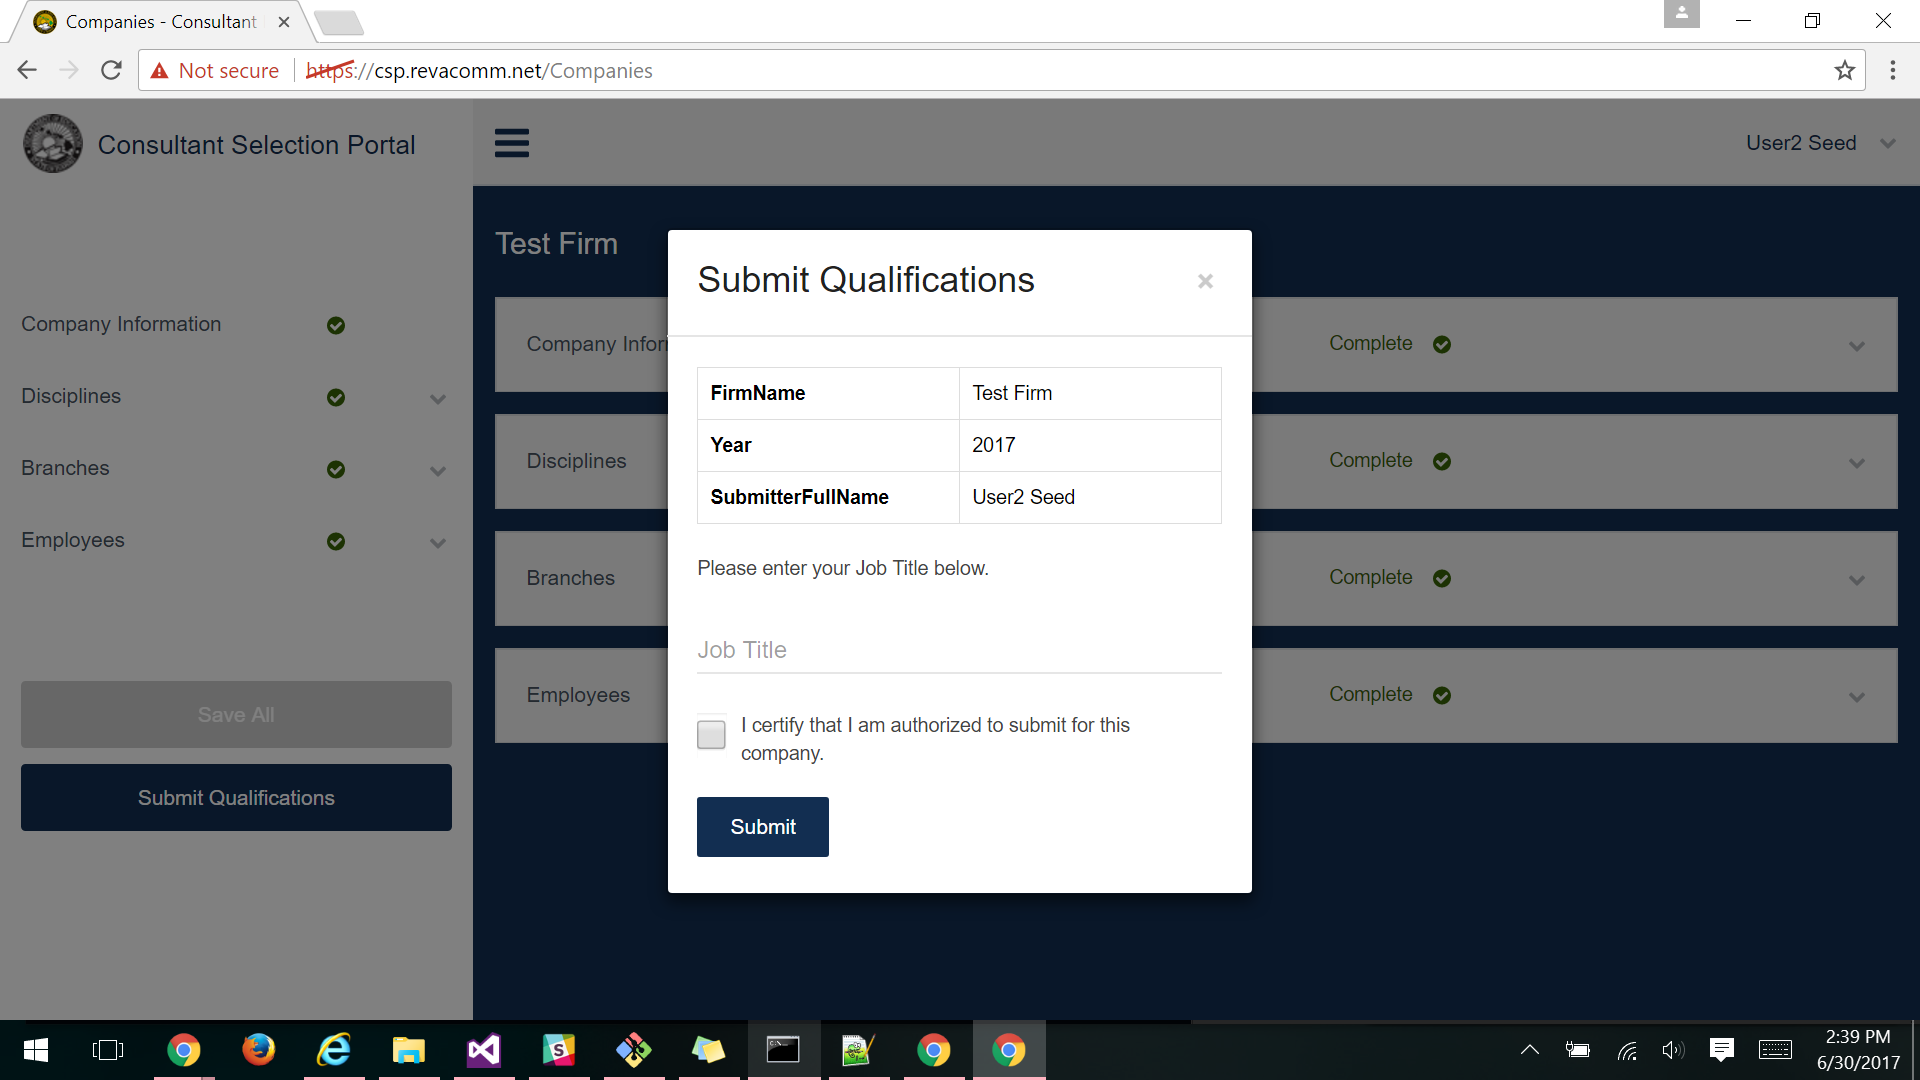 Companies - Consultant
Not secure
https://csp.revacomm.net/Companies
Consultant Selection Portal
User2 Seed
Company Information
Disciplines
Branches
Employees
Save All
Submit Qualifications
Test Firm
Company Infor
Complete
Disciplines
Complete
Branches
Complete
Employees
Complete
Submit Qualifications
×
FirmName Test Firm
Year 2017
SubmitterFullName User2 Seed
Please enter your Job Title below.
Job Title
I certify that I am authorized to submit for this
company.
Submit
2:39 PM
6/30/2017